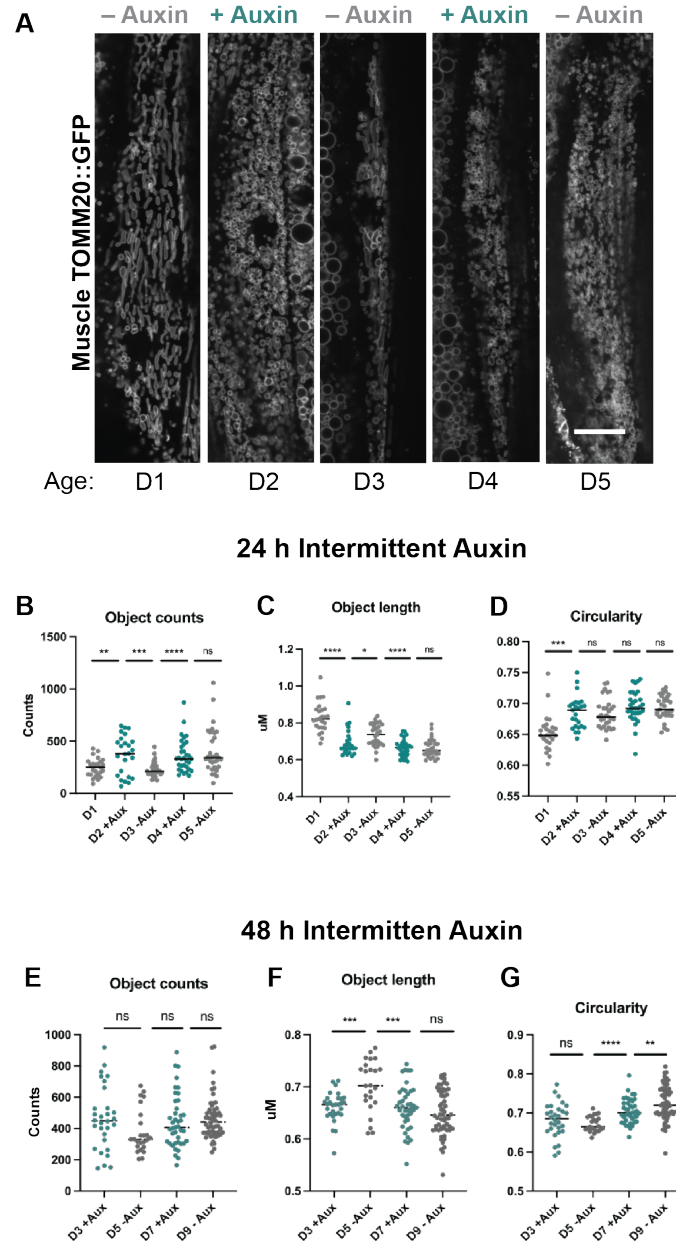 A
– Auxin + Auxin – Auxin + Auxin – Auxin
Muscle TOMM20::GFP
Age: D1 D2 D3 D4 D5
24 h Intermittent Auxin
B
Object counts
** *** **** ns
1500
1000
500
0
Counts
D1 D2 +Aux D3 -Aux D4 +Aux D5 -Aux
C
Object length
**** * **** ns
1.2
1.0
0.8
0.6
0.4
uM
D1 D2 +Aux D3 -Aux D4 +Aux D5 -Aux
D
Circularity
*** ns ns ns
0.80
0.75
0.70
0.65
0.60
0.55
D1 D2 +Aux D3 -Aux D4 +Aux D5 -Aux
48 h Intermitten Auxin
E
Object counts
ns ns ns
1000
800
600
400
200
0
Counts
D3 +Aux D5 -Aux D7 +Aux D9 - Aux
F
Object length
*** *** ns
0.8
0.7
0.6
0.5
uM
D3 +Aux D5 -Aux D7 +Aux D9 - Aux
G
Circularity
ns **** **
0.9
0.8
0.7
0.6
0.5
D3 +Aux D5 -Aux D7 +Aux D9 - Aux